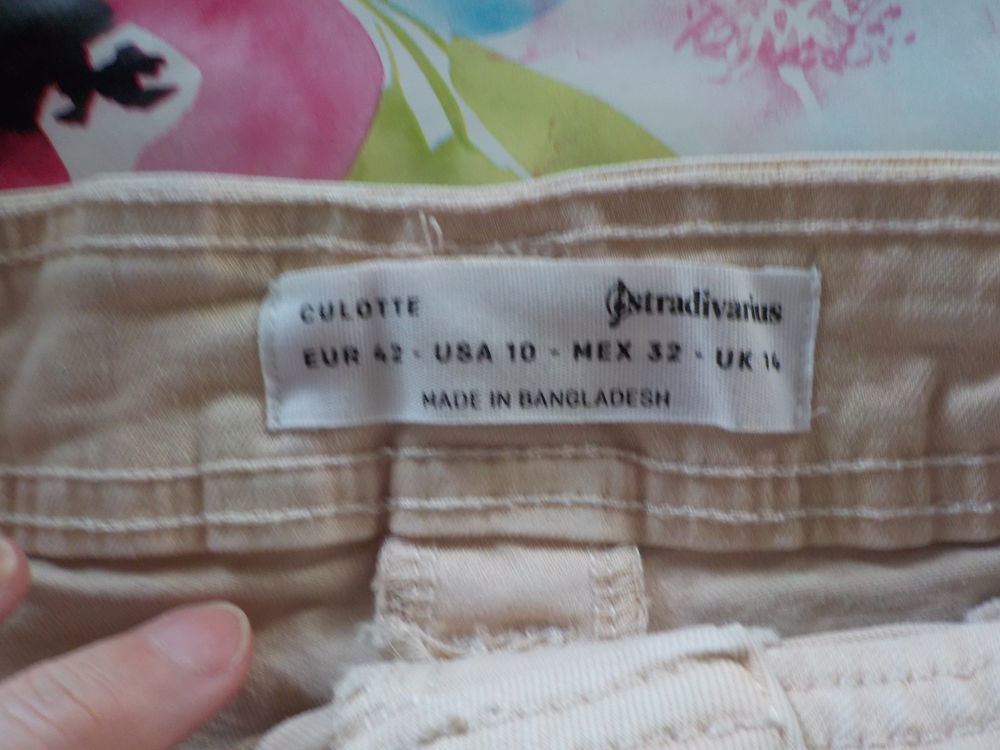 CULOTTE stradivarius
EUR 42 - USA 10 - MEX 32 - UK 14
MADE IN BANGLADESH